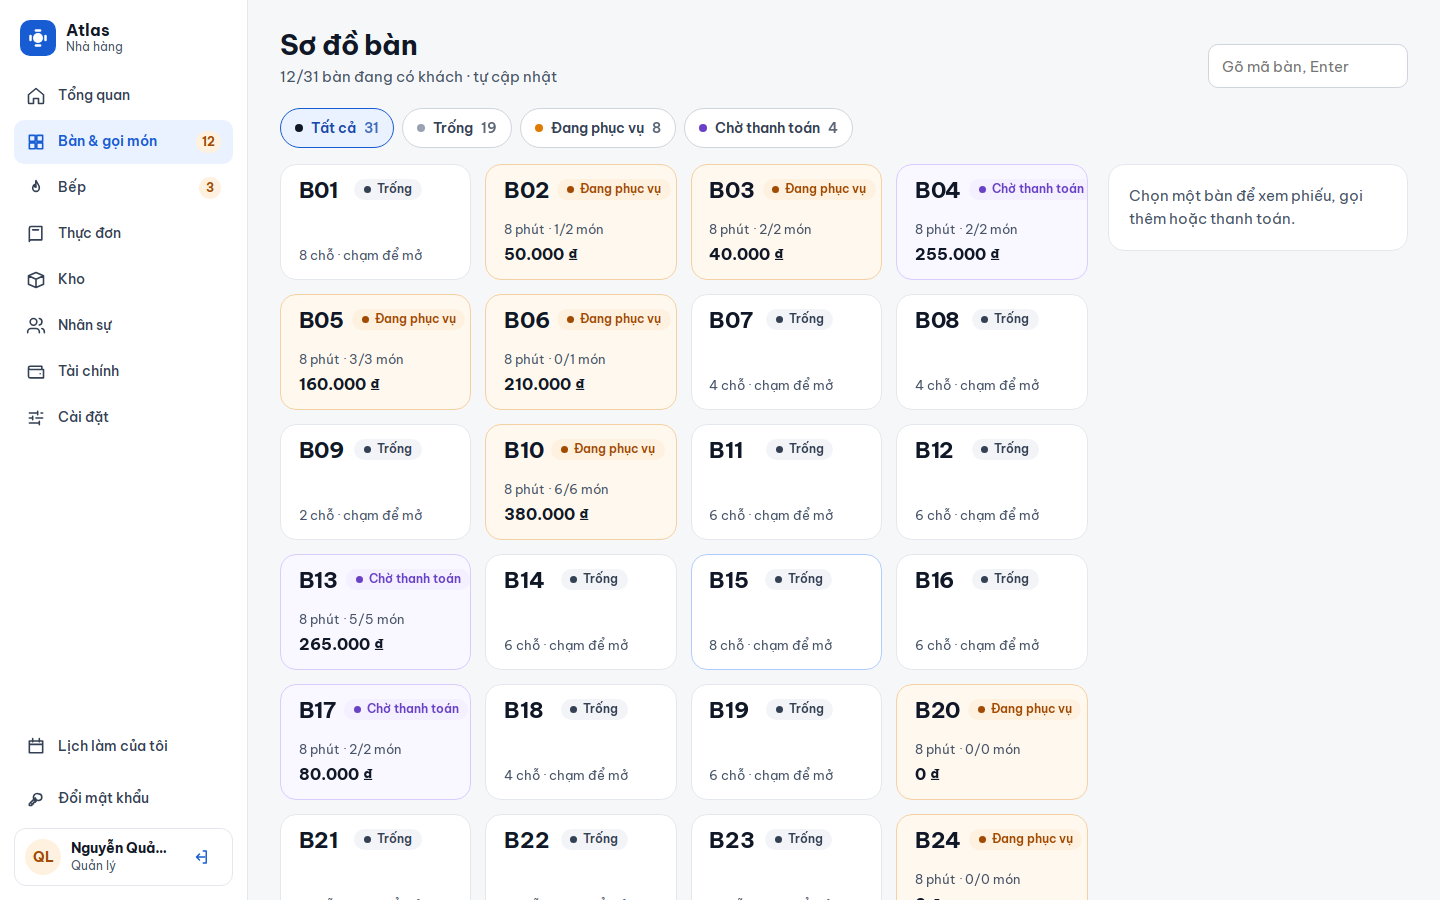 Atlas
Nhà hàng
Tổng quan
Bàn & gọi món 12
Bếp 3
Thực đơn
Kho
Nhân sự
Tài chính
Cài đặt
Lịch làm của tôi
Đổi mật khẩu
QL Nguyễn Quả...
Quản lý
Sơ đồ bàn
12/31 bàn đang có khách · tự cập nhật
Gõ mã bàn, Enter
Tất cả 31 Trống 19 Đang phục vụ 8 Chờ thanh toán 4
B01 Trống
8 chỗ · chạm để mở
B02 Đang phục vụ
8 phút · 1/2 món
50.000 ₫
B03 Đang phục vụ
8 phút · 2/2 món
40.000 ₫
B04 Chờ thanh toán
8 phút · 2/2 món
255.000 ₫
Chọn một bàn để xem phiếu, gọi
thêm hoặc thanh toán.
B05 Đang phục vụ
8 phút · 3/3 món
160.000 ₫
B06 Đang phục vụ
8 phút · 0/1 món
210.000 ₫
B07 Trống
4 chỗ · chạm để mở
B08 Trống
4 chỗ · chạm để mở
B09 Trống
2 chỗ · chạm để mở
B10 Đang phục vụ
8 phút · 6/6 món
380.000 ₫
B11 Trống
6 chỗ · chạm để mở
B12 Trống
6 chỗ · chạm để mở
B13 Chờ thanh toán
8 phút · 5/5 món
265.000 ₫
B14 Trống
6 chỗ · chạm để mở
B15 Trống
8 chỗ · chạm để mở
B16 Trống
6 chỗ · chạm để mở
B17 Chờ thanh toán
8 phút · 2/2 món
80.000 ₫
B18 Trống
4 chỗ · chạm để mở
B19 Trống
6 chỗ · chạm để mở
B20 Đang phục vụ
8 phút · 0/0 món
0 ₫
B21 Trống
B22 Trống
B23 Trống
B24 Đang phục vụ
8 phút · 0/0 món